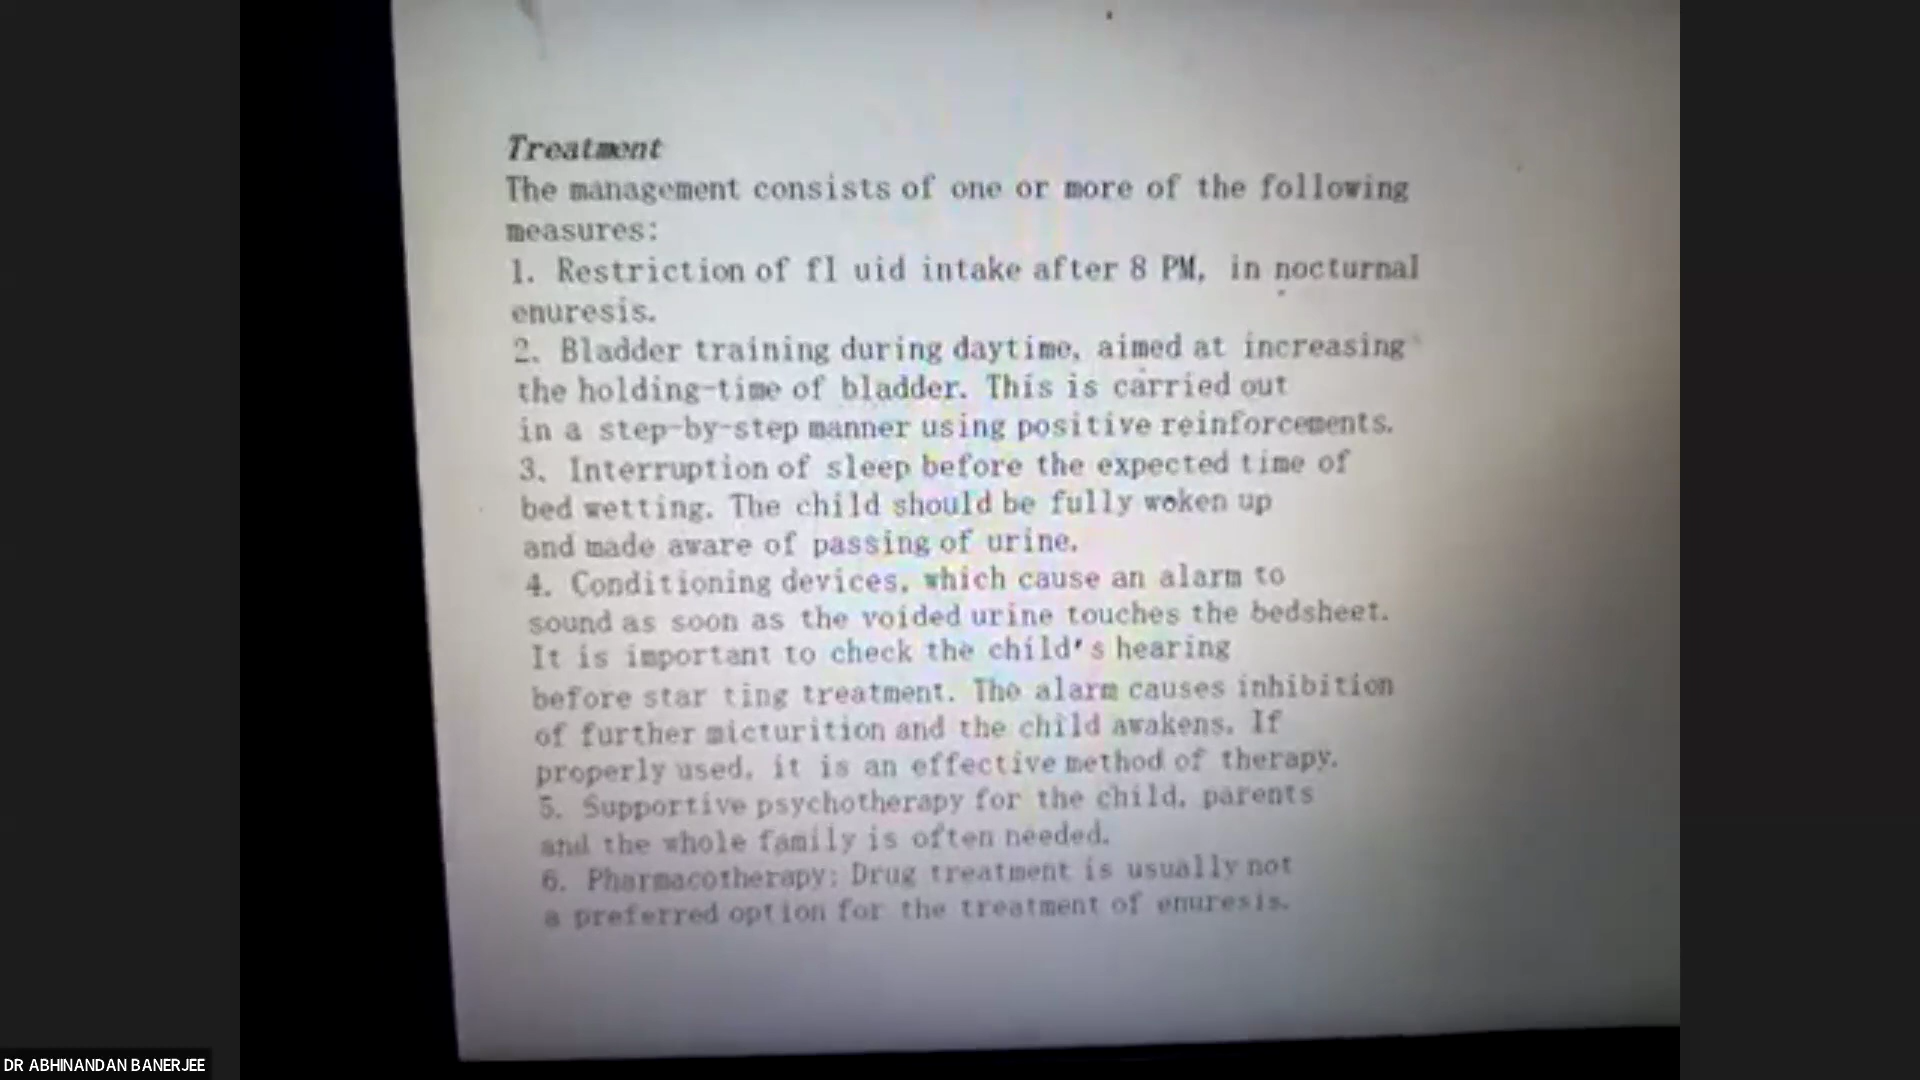 Treatment
The management consists of one or more of the following
measures:
1. Restriction of fl uid intake after 8 PM, in nocturnal
enuresis.
2. Bladder training during daytime, aimed at increasing
the holding-time of bladder. This is carried out
in a step-by-step manner using positive reinforcements.
3. Interruption of sleep before the expected time of
bed wetting. The child should be fully woken up
and made aware of passing of urine.
4. Conditioning devices, which cause an alarm to
sound as soon as the voided urine touches the bedsheet.
It is important to check the child's hearing
before star ting treatment. The alarm causes inhibition
of further micturition and the child awakens. If
properly used, it is an effective method of therapy.
5. Supportive psychotherapy for the child, parents
and the whole family is often needed.
6. Pharmacotherapy: Drug treatment is usually not
a preferred option for the treatment of enuresis.
DR ABHINANDAN BANERJEE